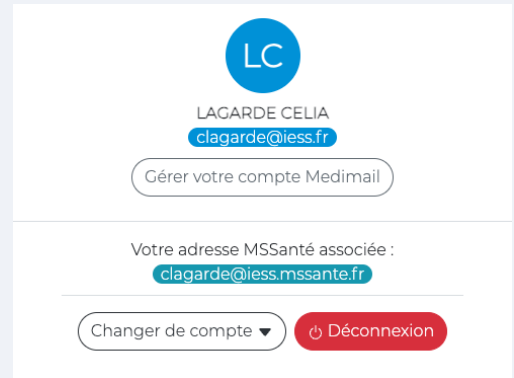 LC
LAGARDE CELIA
clagarde@iess.fr
Gérer votre compte Medimail
Votre adresse MSSanté associée :
clagarde@iess.mssante.fr
Changer de compte
Déconnexion